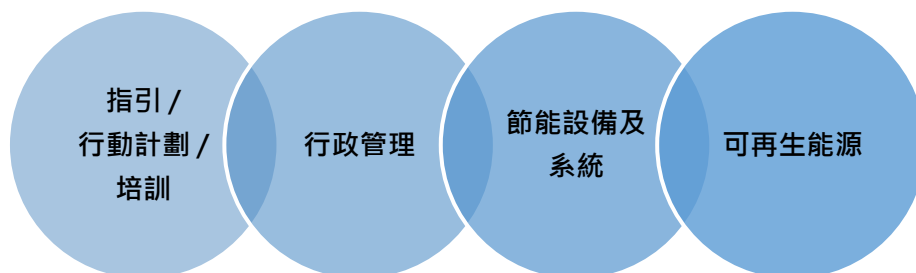 指引 /
行動計劃 /
培訓
行政管理
節能設備及
系統
可再生能源